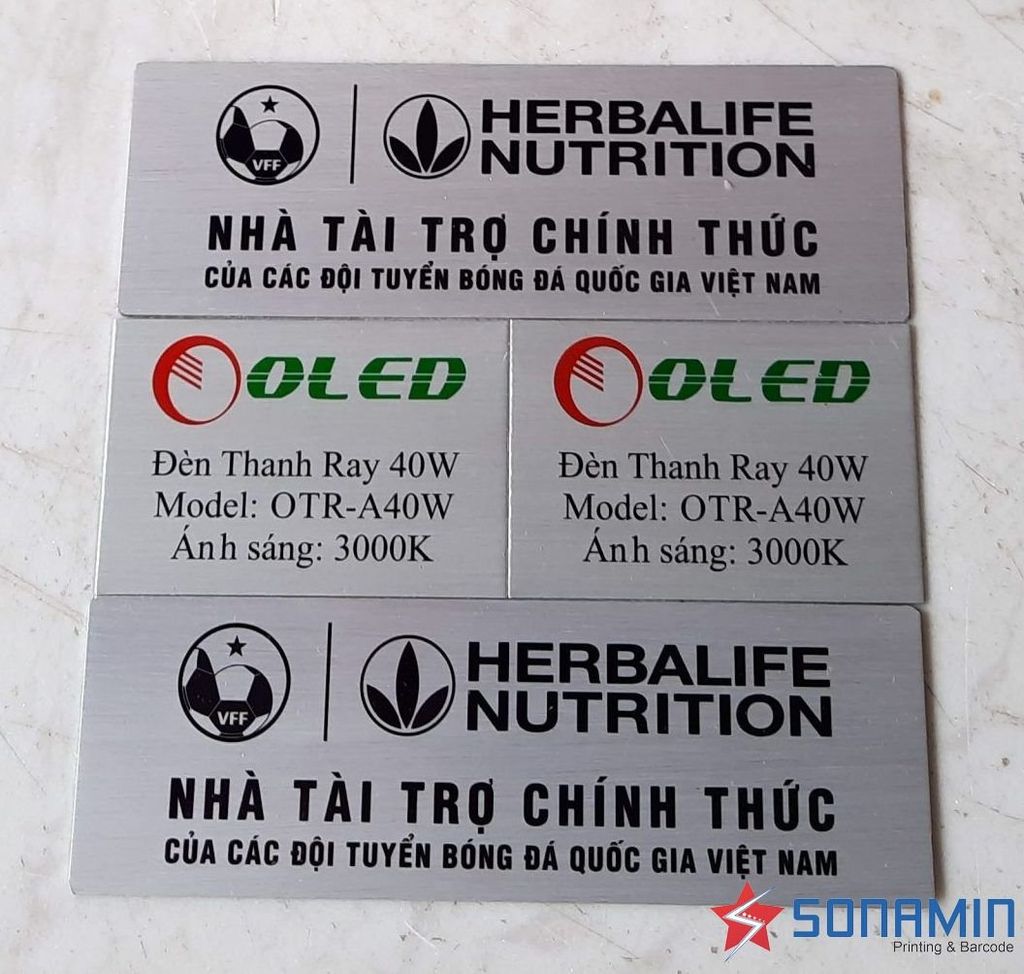 VFF
HERBALIFE
NUTRITION
NHÀ TÀI TRỢ CHÍNH THỨC
CỦA CÁC ĐỘI TUYỂN BÓNG ĐÁ QUỐC GIA VIỆT NAM
OLED
Đèn Thanh Ray 40W
Model: OTR-A40W
Ánh sáng: 3000K
OLED
Đèn Thanh Ray 40W
Model: OTR-A40W
Ánh sáng: 3000K
VFF
HERBALIFE
NUTRITION
NHÀ TÀI TRỢ CHÍNH THỨC
CỦA CÁC ĐỘI TUYỂN BÓNG ĐÁ QUỐC GIA VIỆT NAM
SONAMIN
Printing & Barcode